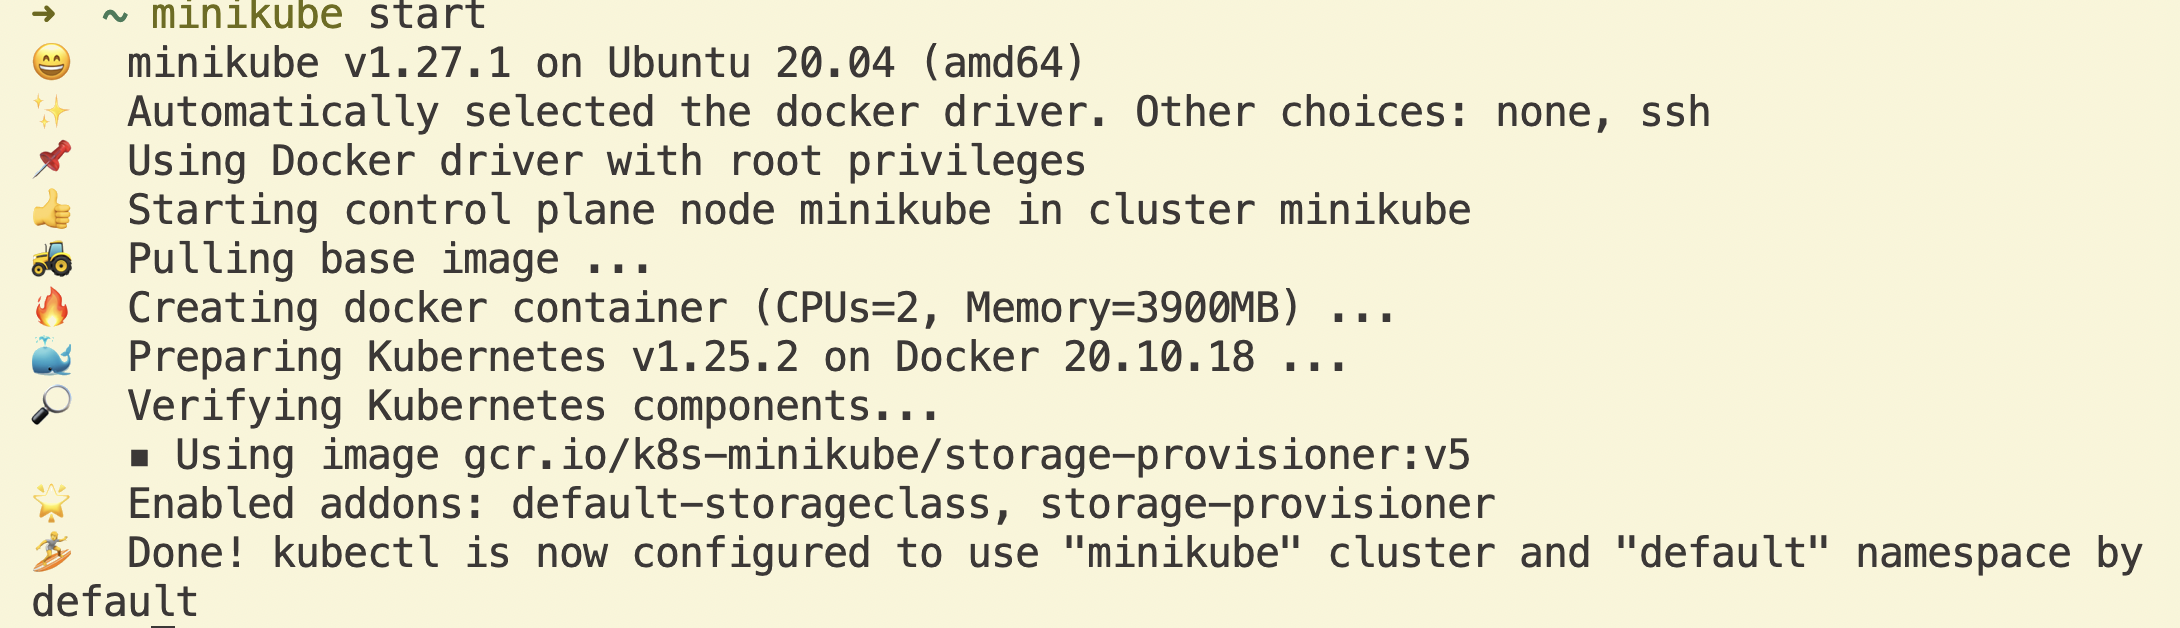 ➜ ~ minikube start
😄 minikube v1.27.1 on Ubuntu 20.04 (amd64)
✨ Automatically selected the docker driver. Other choices: none, ssh
📌 Using Docker driver with root privileges
👍 Starting control plane node minikube in cluster minikube
🚜 Pulling base image ...
🔥 Creating docker container (CPUs=2, Memory=3900MB) ...
🐳 Preparing Kubernetes v1.25.2 on Docker 20.10.18 ...
🔎 Verifying Kubernetes components...
▪ Using image gcr.io/k8s-minikube/storage-provisioner:v5
🌟 Enabled addons: default-storageclass, storage-provisioner
🏄 Done! kubectl is now configured to use "minikube" cluster and "default" namespace by
default